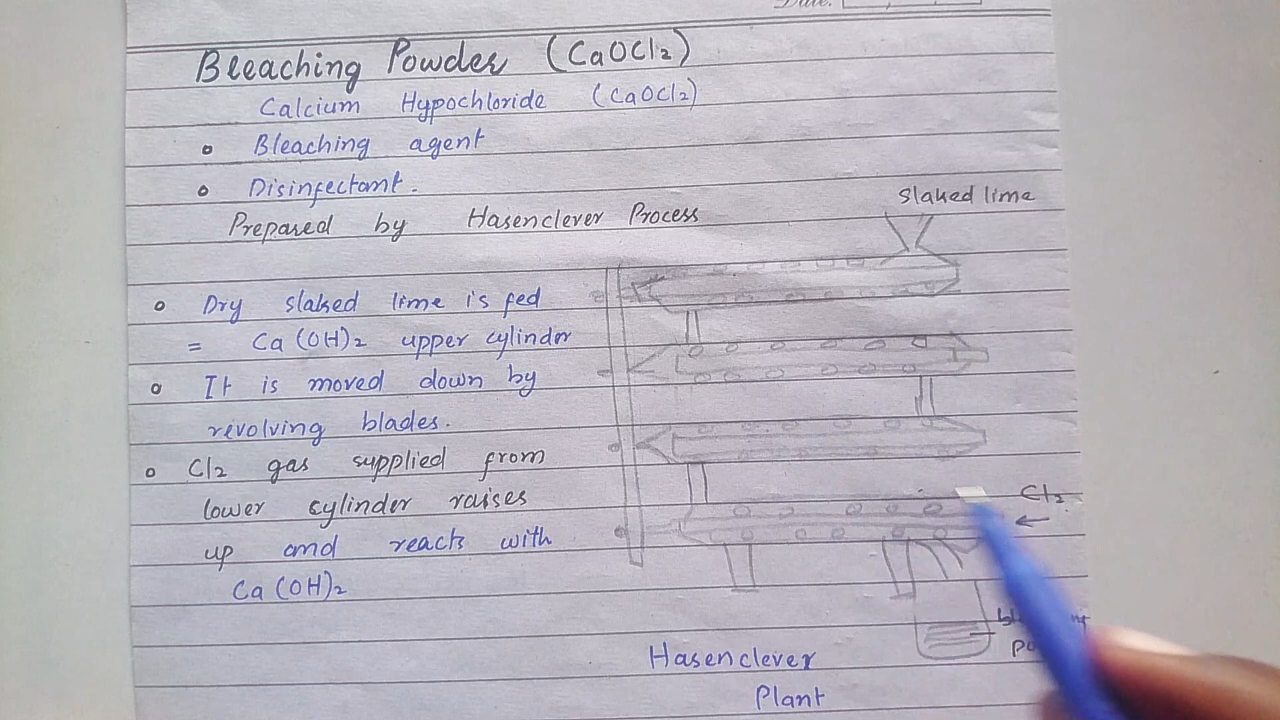 Date.
Bleaching Powder (CaOCl2)
Calcium Hypochloride (CaOCl2)
Bleaching agent
Disinfectant.
Prepared by Hasenclever Process
Slaked lime
Dry slaked lime is fed
= Ca(OH)2 upper cylinder
It is moved down by
revolving blades.
Cl2 gas supplied from
lower cylinder raises
up and reacts with
Ca(OH)2
Cl2
Hasenclever
Plant